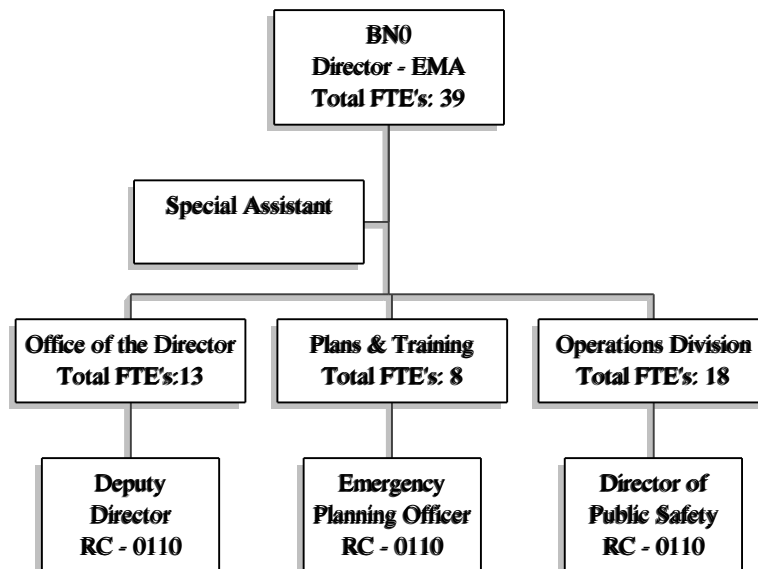 BN0
Director - EMA
Total FTE's: 39
Special Assistant
Office of the Director
Total FTE's:13
Plans & Training
Total FTE's: 8
Operations Division
Total FTE's: 18
Deputy
Director
RC - 0110
Emergency
Planning Officer
RC - 0110
Director of
Public Safety
RC - 0110